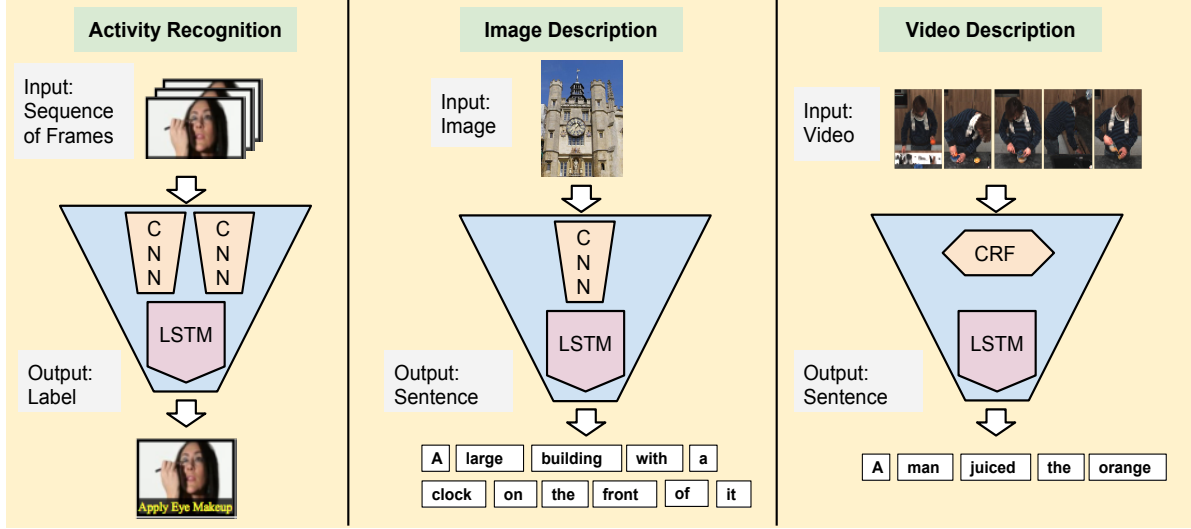 Activity Recognition
Input:
Sequence
of Frames
C
N
N
C
N
N
LSTM
Output:
Label
Apply Eye Makeup
Image Description
Input:
Image
C
N
N
LSTM
Output:
Sentence
A large building with a
clock on the front of it
Video Description
Input:
Video
CRF
LSTM
Output:
Sentence
A man juiced the orange